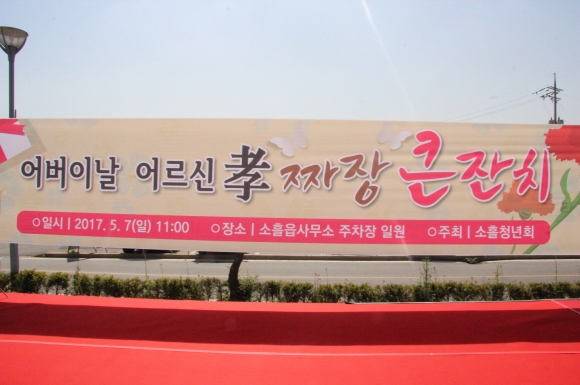 어버이날 어르신 孝 짜장 큰잔치
○일시 | 2017. 5. 7(일) 11:00 ○장소 | 소흘읍사무소 주차장 일원 ○주최 | 소흘청년회